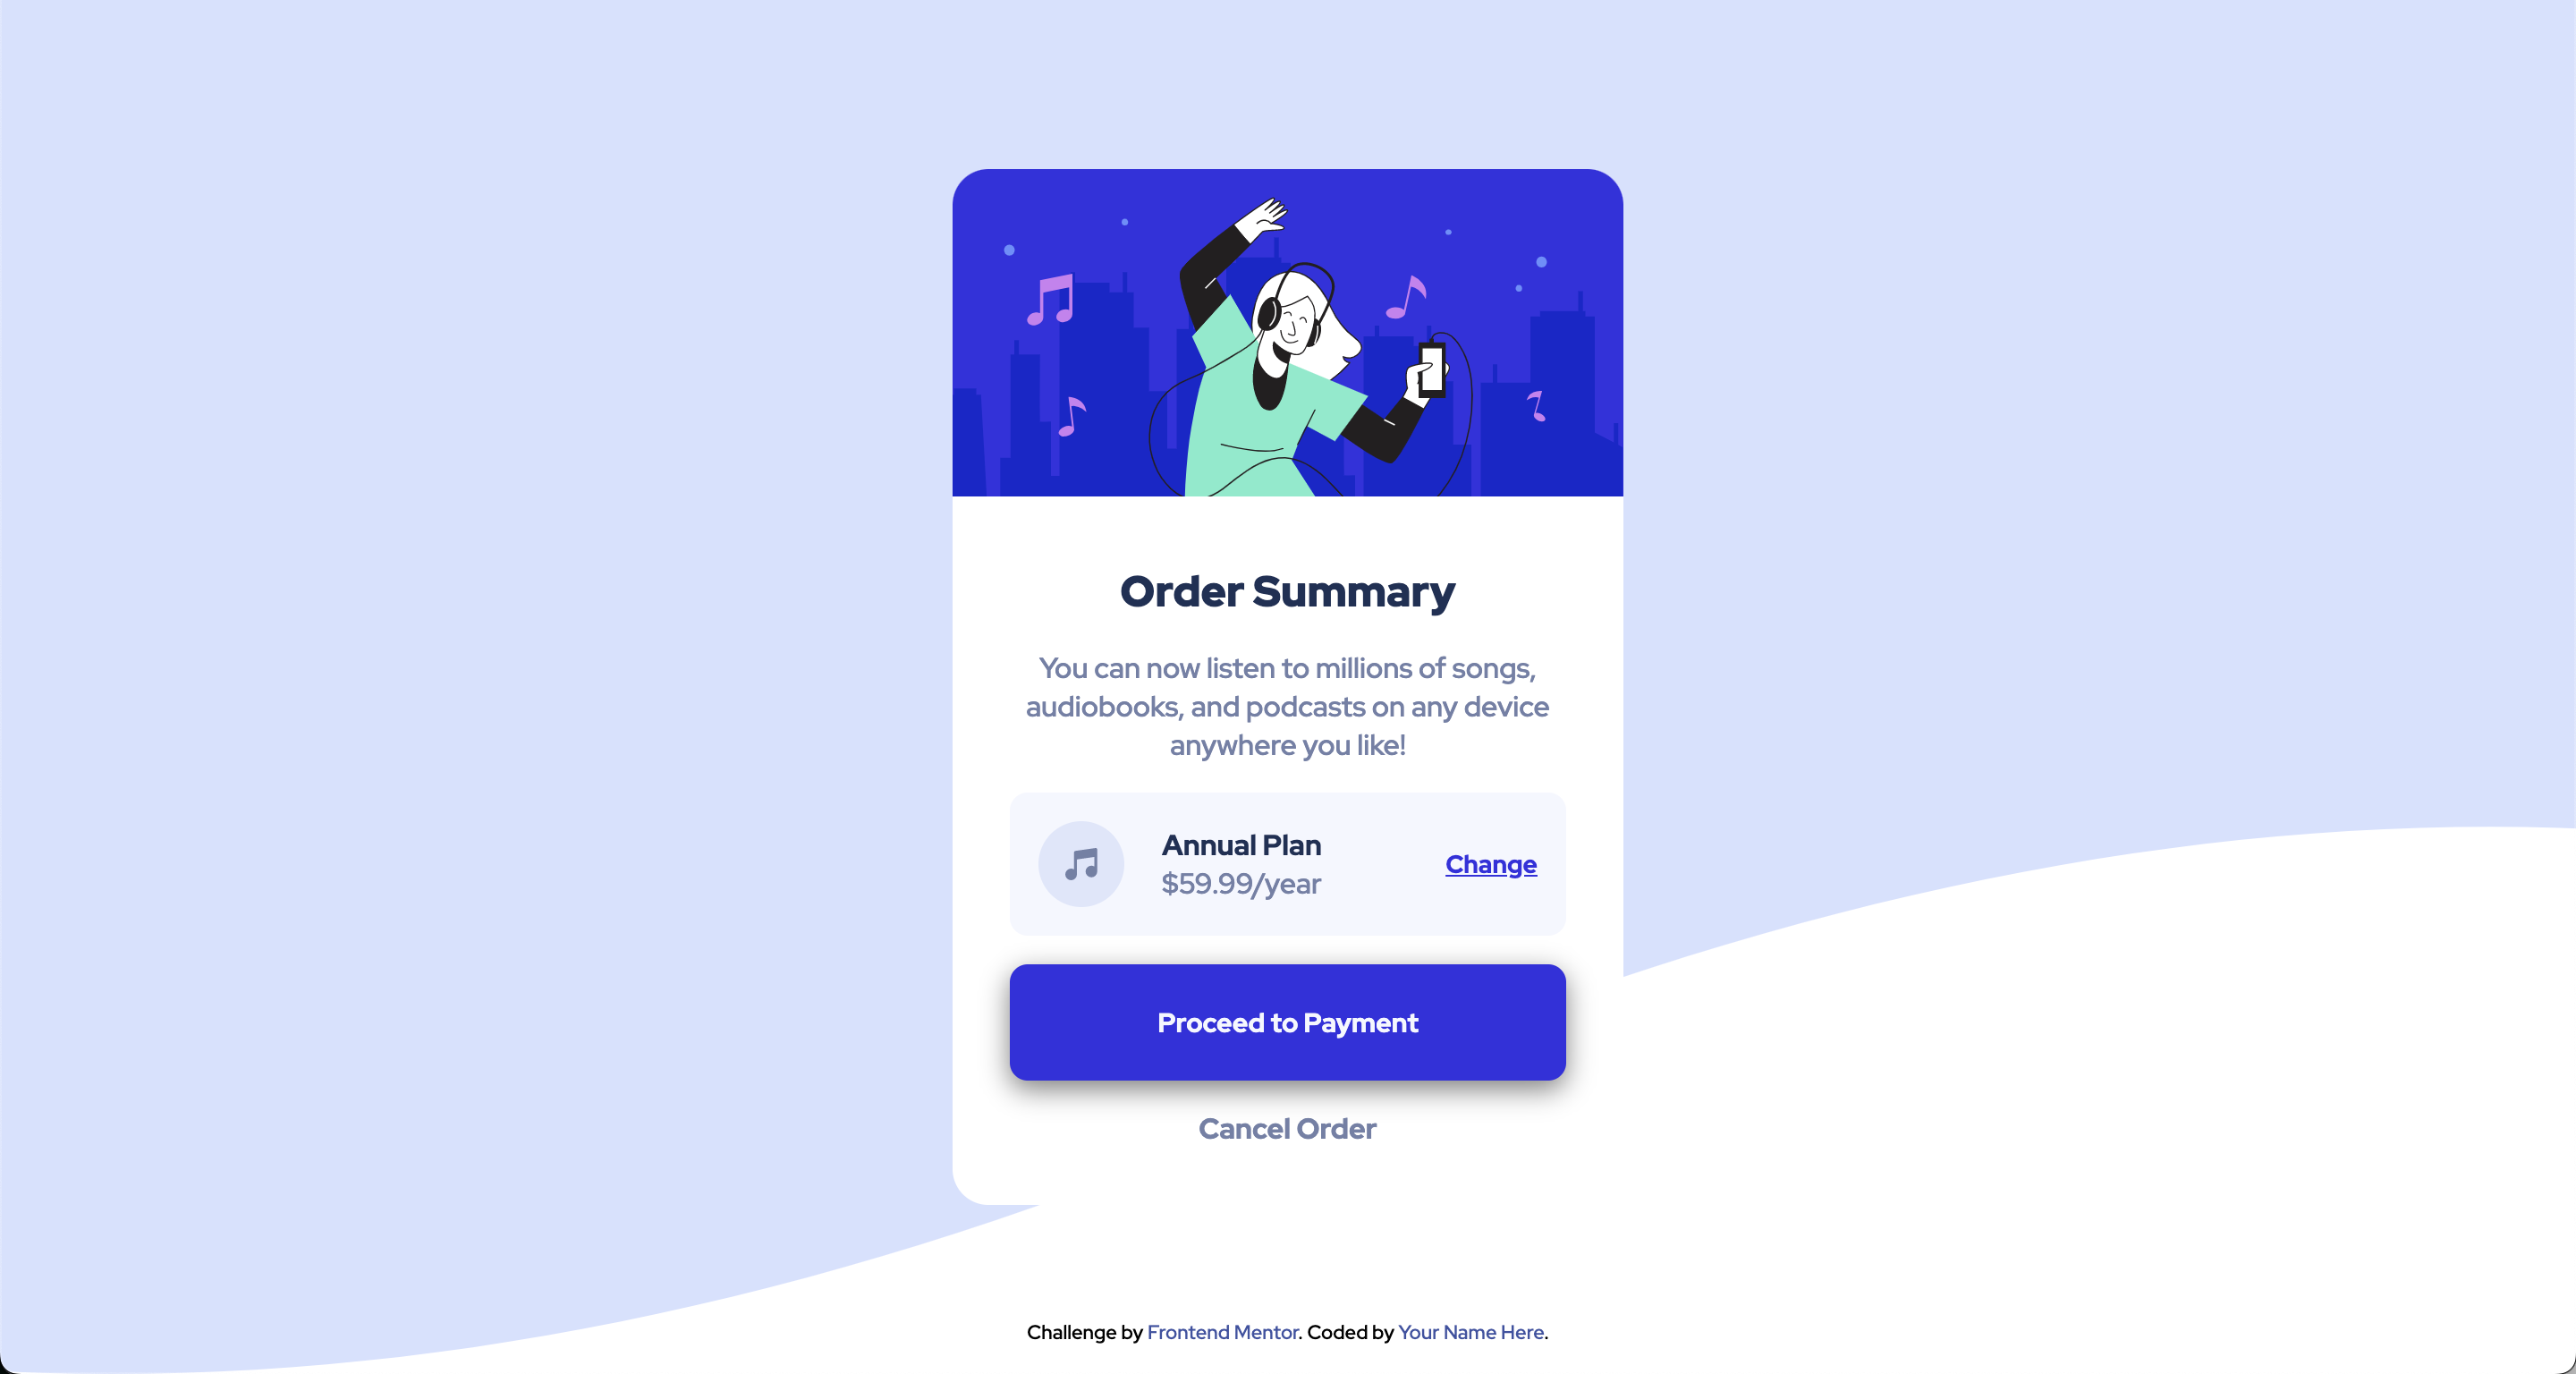 Order Summary
You can now listen to millions of songs,
audiobooks, and podcasts on any device
anywhere you like!
Annual Plan
$59.99/year
Change
Proceed to Payment
Cancel Order
Challenge by Frontend Mentor. Coded by Your Name Here.